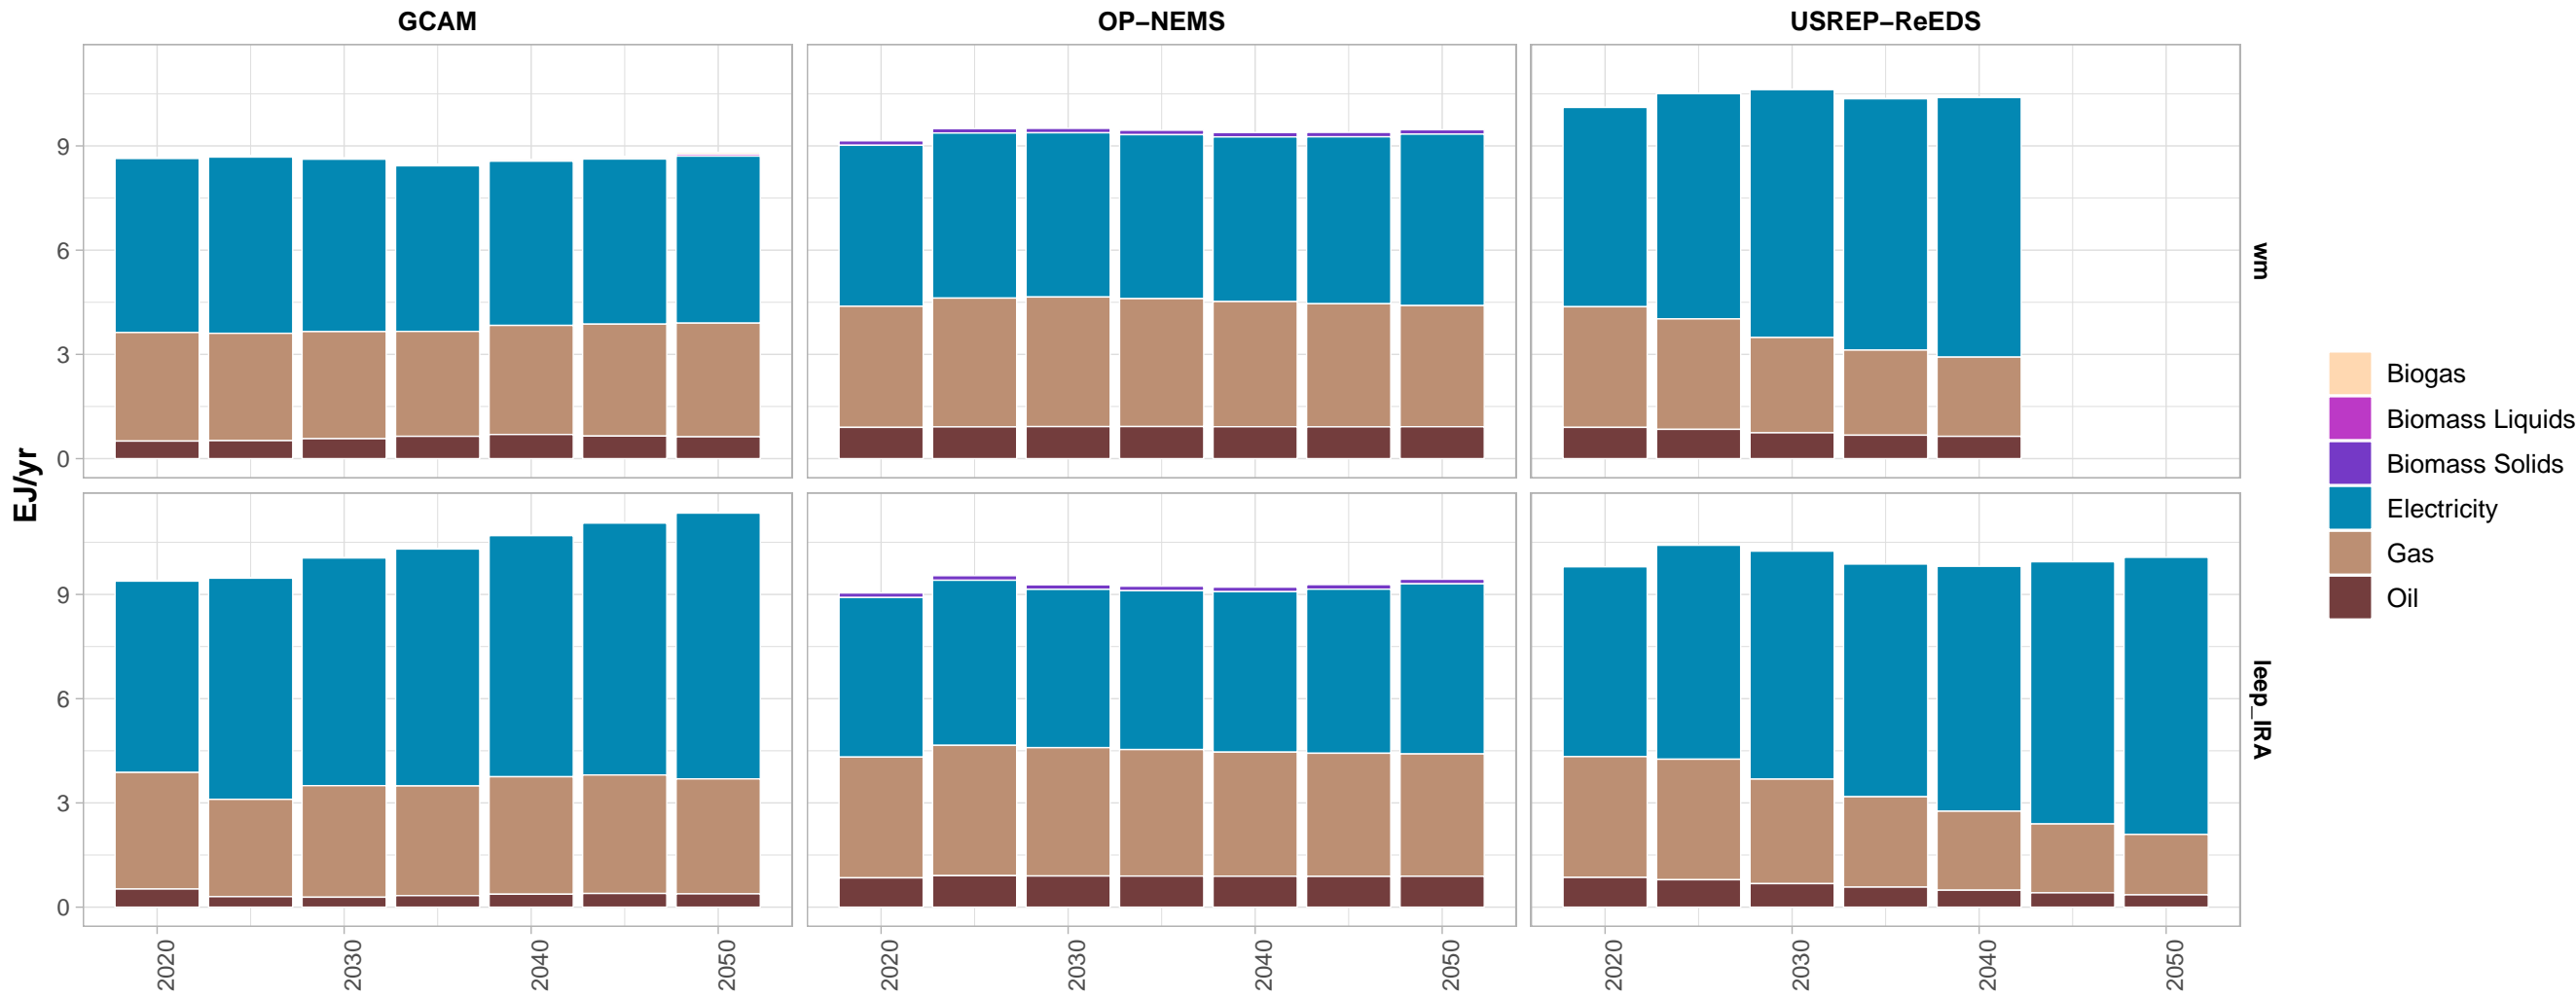 GCAM
OP−NEMS
USREP−ReEDS
EJ/yr
9
6
3
0
wm
9
6
3
0
leep_IRA
2020
2030
2040
2050
2020
2030
2040
2050
2020
2030
2040
2050
Biogas
Biomass Liquids
Biomass Solids
Electricity
Gas
Oil